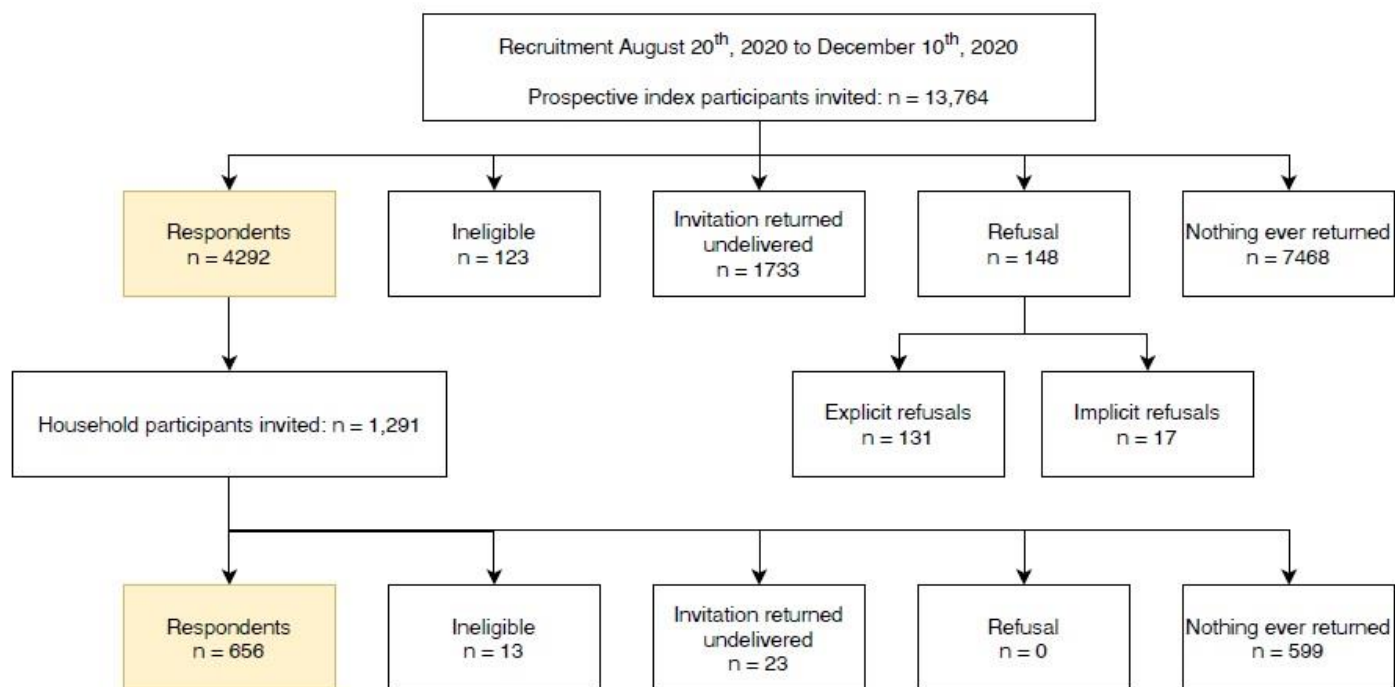 Recruitment August 20th, 2020 to December 10th, 2020
Prospective index participants invited: n = 13,764
Respondents
n = 4292
Ineligible
n = 123
Invitation returned
undelivered
n = 1733
Refusal
n = 148
Nothing ever returned
n = 7468
Household participants invited: n = 1,291
Explicit refusals
n = 131
Implicit refusals
n = 17
Respondents
n = 656
Ineligible
n = 13
Invitation returned
undelivered
n = 23
Refusal
n = 0
Nothing ever returned
n = 599